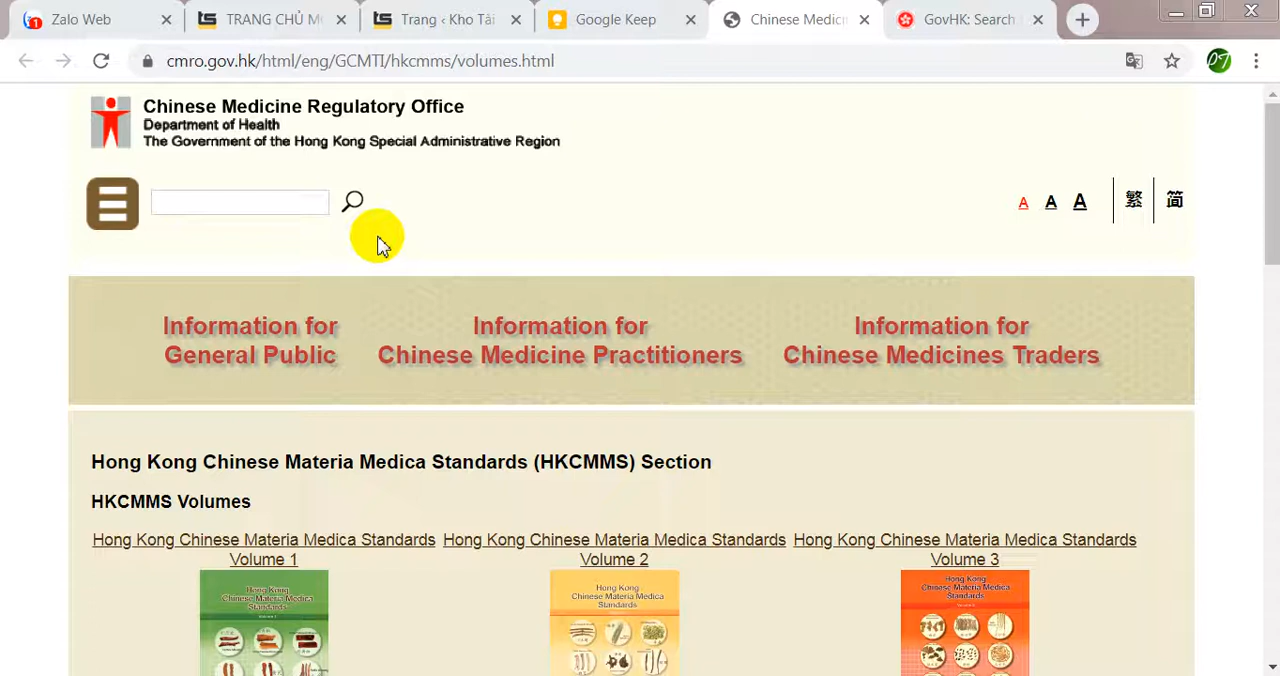 Zalo Web
TRANG CHỦ M
Trang ‹ Kho Tài
Google Keep
Chinese Medicin
GovHK: Search
cmro.gov.hk/html/eng/GCMTI/hkcmms/volumes.html
Chinese Medicine Regulatory Office
Department of Health
The Government of the Hong Kong Special Administrative Region
A A A 繁 简
Information for
General Public
Information for
Chinese Medicine Practitioners
Information for
Chinese Medicines Traders
Hong Kong Chinese Materia Medica Standards (HKCMMS) Section
HKCMMS Volumes
Hong Kong Chinese Materia Medica Standards
Volume 1
Hong Kong Chinese Materia Medica Standards
Volume 2
Hong Kong Chinese Materia Medica Standards
Volume 3
Hong Kong
Chinese Materia Medica
Standards
Hong Kong
Chinese Materia Medica
Standards
Hong Kong
Chinese Materia Medica
Standards